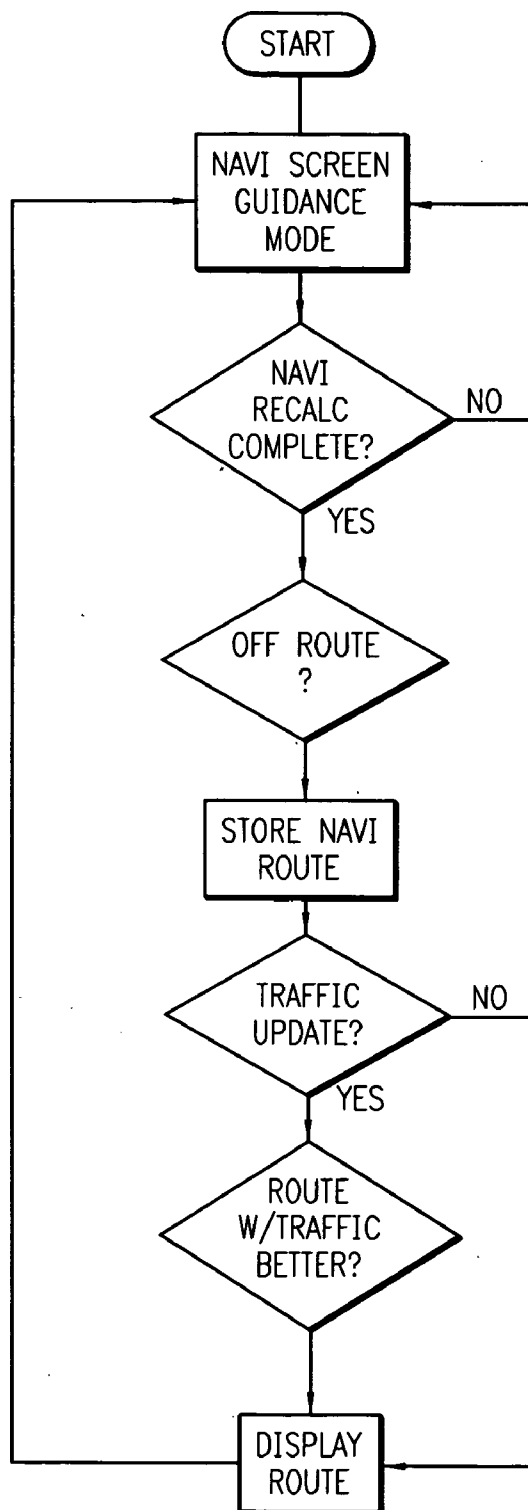 START
NAVI SCREEN
GUIDANCE
MODE
NAVI
RECALC
COMPLETE?
NO
YES
OFF ROUTE
?
STORE NAVI
ROUTE
TRAFFIC
UPDATE?
NO
YES
ROUTE
W/TRAFFIC
BETTER?
DISPLAY
ROUTE